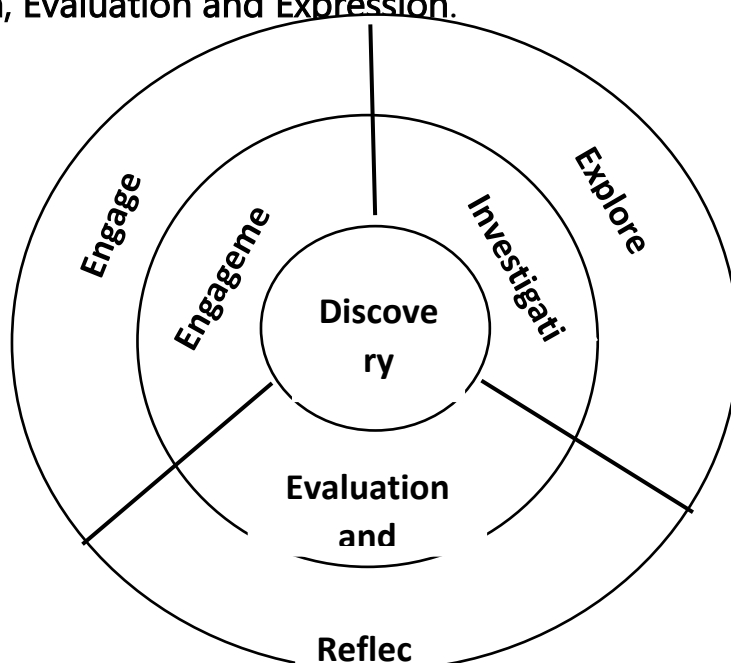 , Evaluation and Expression.
Engage
Explore
Engageme
Investigati
Discove
ry
Evaluation
and
Reflec